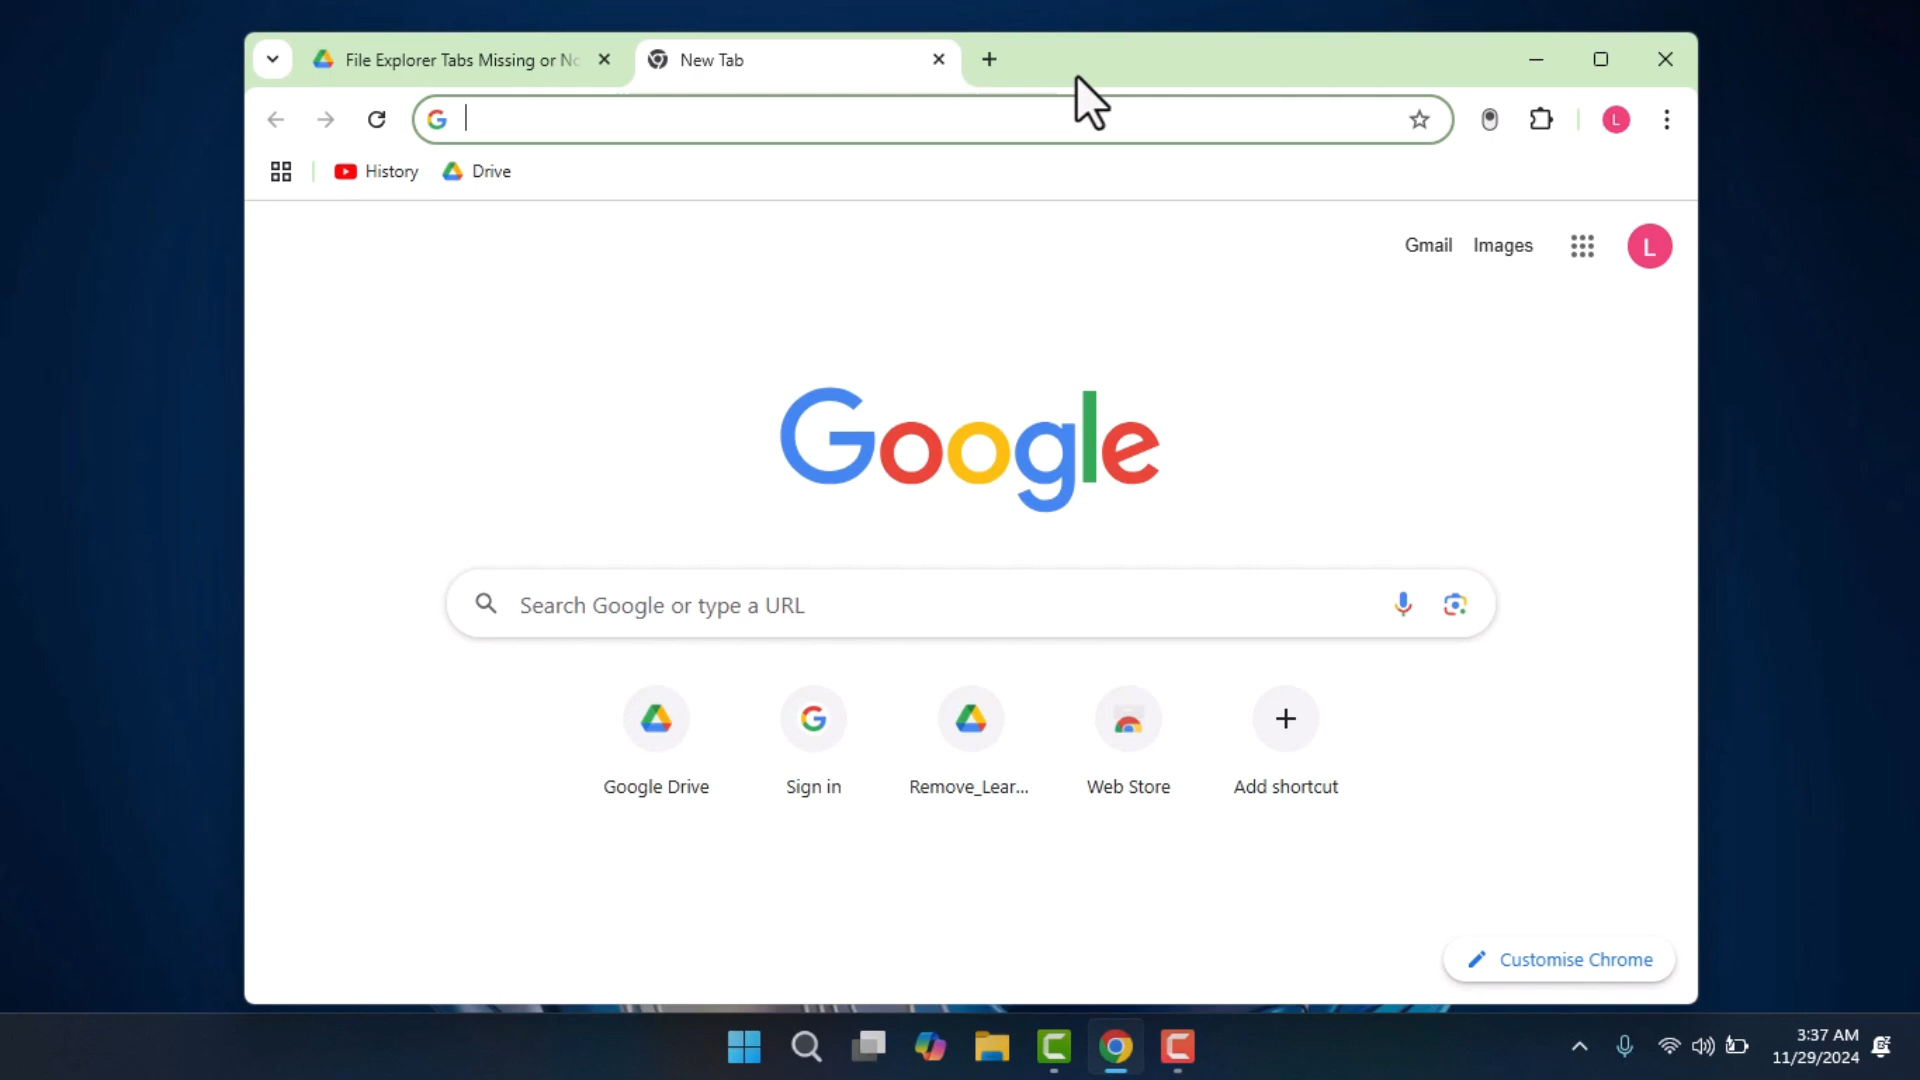 File Explorer Tabs Missing or No
New Tab
History
Drive
Gmail
Images
L
L
Google
Search Google or type a URL
Google Drive
Sign in
Remove_Lear...
Web Store
Add shortcut
Customise Chrome
3:37 AM
11/29/2024